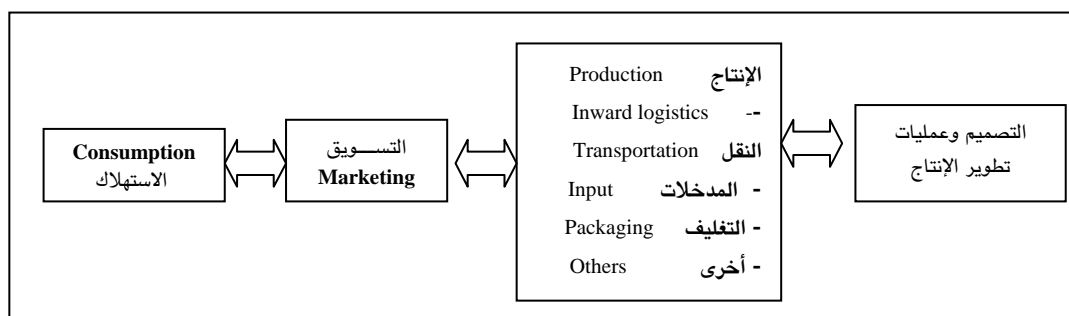 التصميم وعمليات
تطوير الإنتاج
الإنتاج Production
-- Inward logistics
النقل Transportation
- المدخلات Input
- التغليف Packaging
- أخرى Others
التســـويق
Marketing
Consumption
الاستهلاك